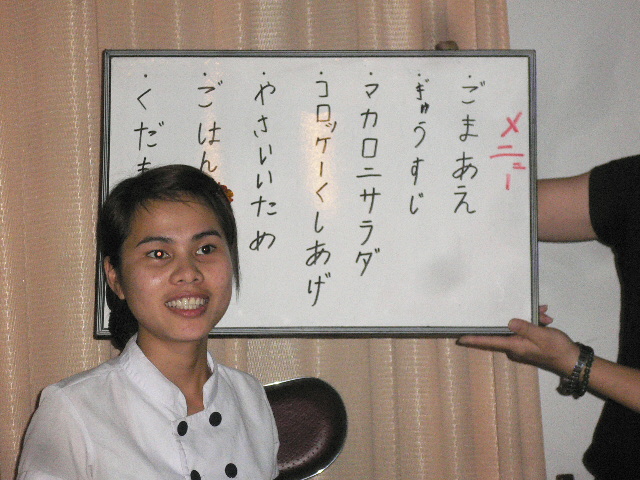 メニュー
・ごまあえ
・ぎゅうすじ
・マカロニサラダ
・コロッケーくしあげ
・やさいいため
・ごはん
・くだも